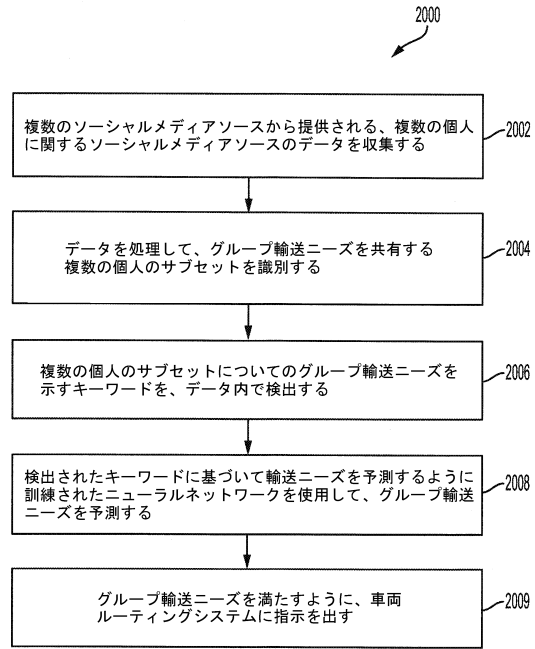 2000
複数のソーシャルメディアソースから提供される、複数の個人
に関するソーシャルメディアソースのデータを収集する
2002
データを処理して、グループ輸送ニーズを共有する
複数の個人のサブセットを識別する
2004
複数の個人のサブセットについてのグループ輸送ニーズを
示すキーワードを、データ内で検出する
2006
検出されたキーワードに基づいて輸送ニーズを予測するように
訓練されたニューラルネットワークを使用して、グループ輸送
ニーズを予測する
2008
グループ輸送ニーズを満たすように、車両
ルーティングシステムに指示を出す
2009